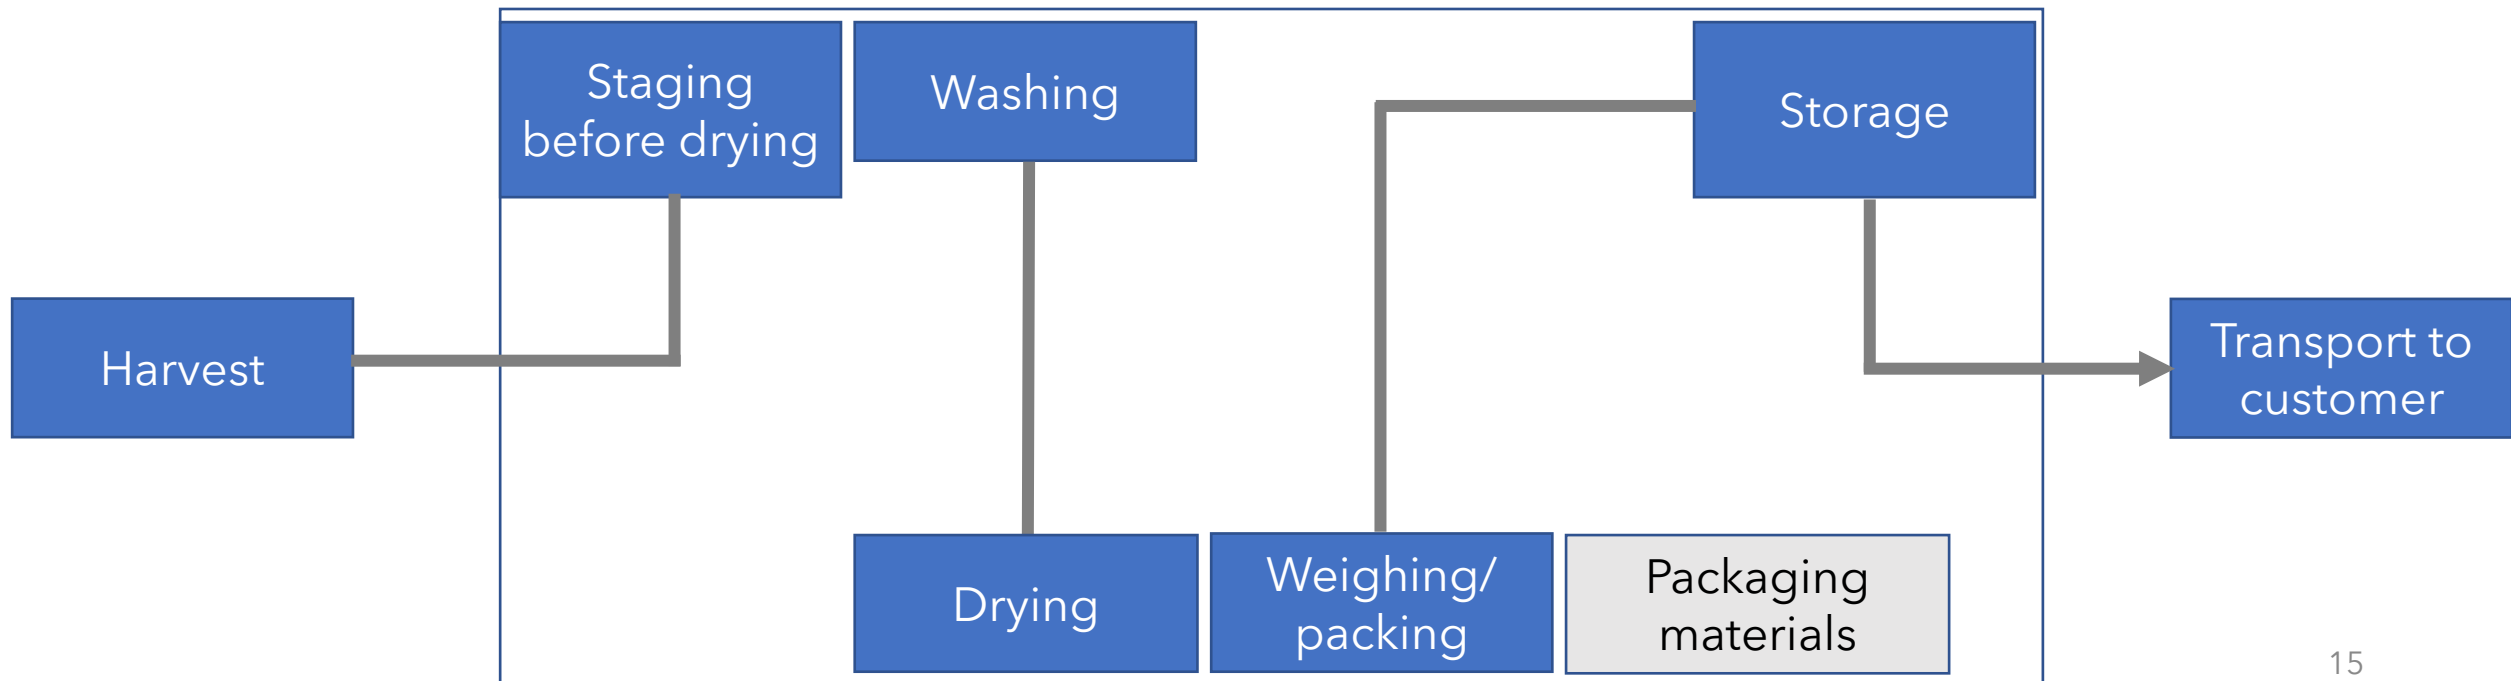 Staging
before drying
Washing
Storage
Harvest
Transport to
customer
Drying
Weighing/
packing
Packaging
materials
15